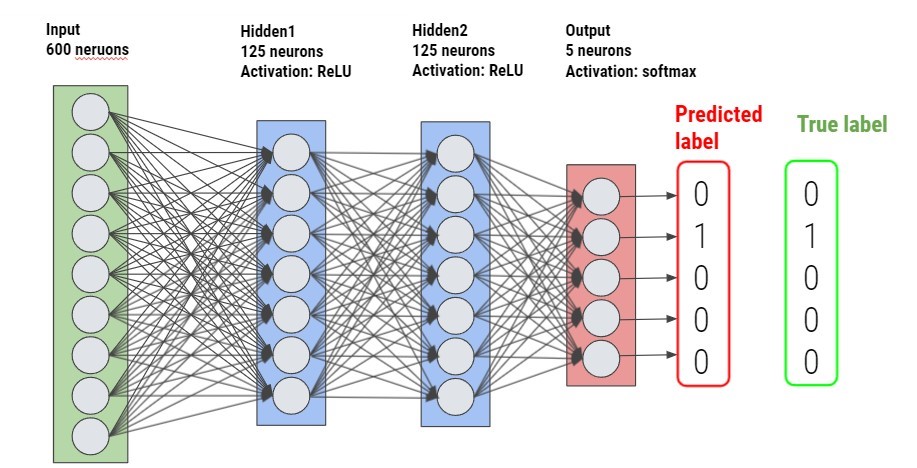 Input
600 neruons
Hidden1
125 neurons
Activation: ReLU
Hidden2
125 neurons
Activation: ReLU
Output
5 neurons
Activation: softmax
Predicted
label
True label
0
1
0
0
0
0
1
0
0
0